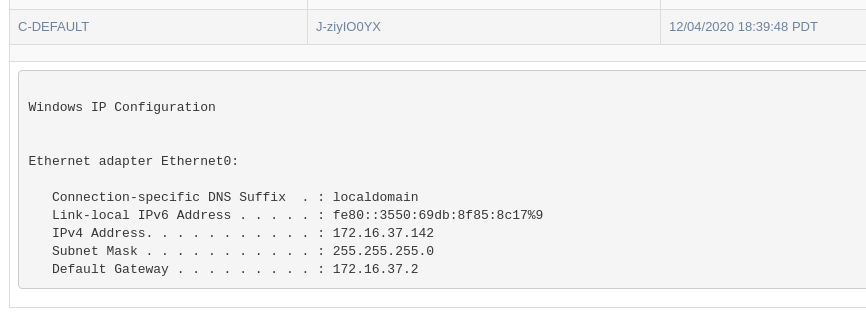 C-DEFAULT J-ziyIO0YX 12/04/2020 18:39:48 PDT
Windows IP Configuration
Ethernet adapter Ethernet0:
Connection-specific DNS Suffix  . : localdomain
Link-local IPv6 Address . . . . . : fe80::3550:69db:8f85:8c17%9
IPv4 Address. . . . . . . . . . . : 172.16.37.142
Subnet Mask . . . . . . . . . . . : 255.255.255.0
Default Gateway . . . . . . . . . : 172.16.37.2